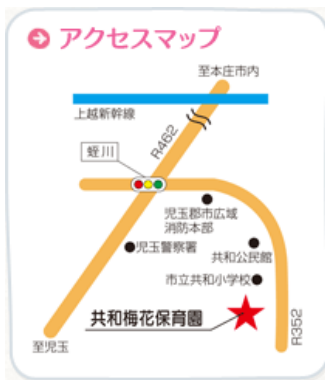 アクセスマップ
至本庄市内
上越新幹線
R462
蛭川
児玉郡市広域
消防本部
児玉警察署
共和公民館
市立共和小学校
共和梅花保育園
R352
至児玉